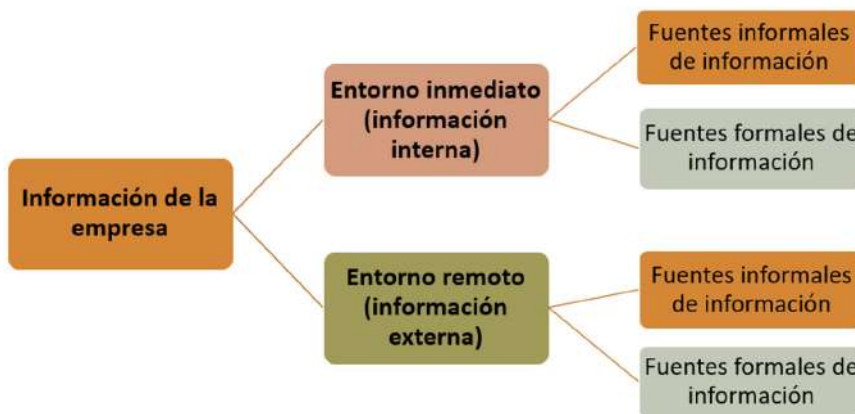 Información de la
empresa
Entorno inmediato
(información
interna)
Entorno remoto
(información
externa)
Fuentes informales
de información
Fuentes formales de
información
Fuentes informales
de información
Fuentes formales de
información